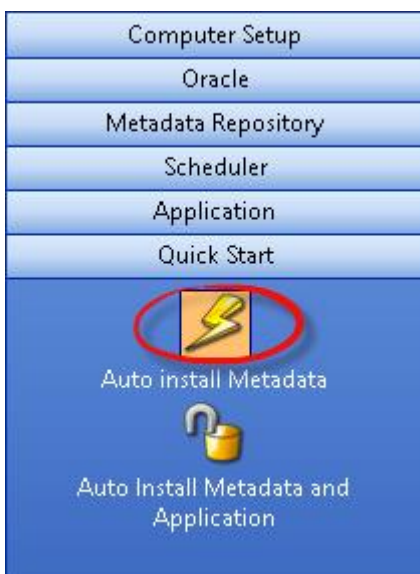 Computer Setup
Oracle
Metadata Repository
Scheduler
Application
Quick Start
Auto install Metadata
Auto Install Metadata and
Application